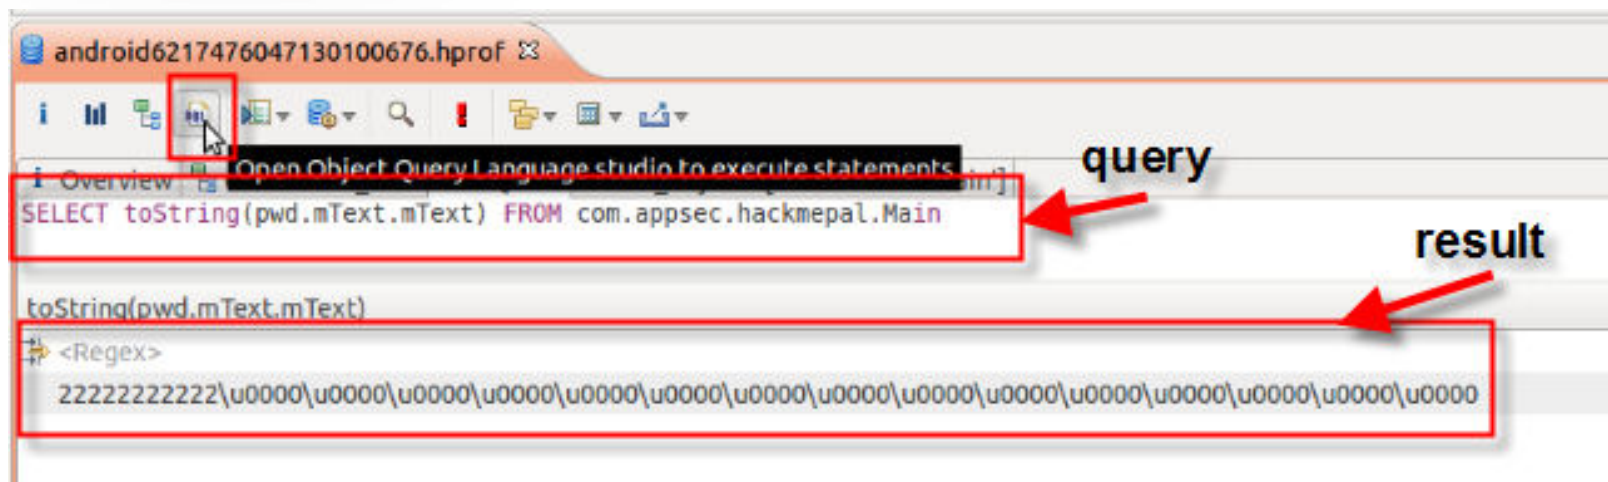 android6217476047130100676.hprof
Open Object Query Language studio to execute statements
Overview
query
SELECT toString(pwd.mText.mText) FROM com.appsec.hackmepal.Main
result
toString(pwd.mText.mText)
<Regex>
22222222222\u0000\u0000\u0000\u0000\u0000\u0000\u0000\u0000\u0000\u0000\u0000\u0000\u0000\u0000\u0000